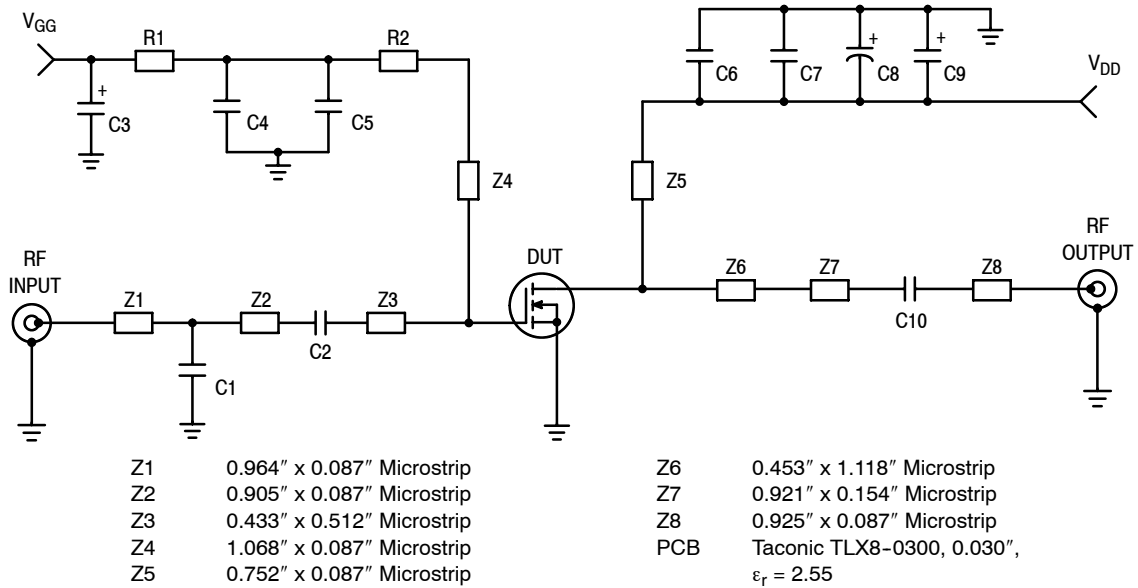 VGG
R1
R2
+
C3
C4
C5
Z4
C6
C7
+
C8
+
C9
VDD
Z5
RF
INPUT
Z1
Z2
Z3
C2
C1
DUT
Z6
Z7
Z8
C10
RF
OUTPUT
Z1 0.964″ x 0.087″ Microstrip
Z2 0.905″ x 0.087″ Microstrip
Z3 0.433″ x 0.512″ Microstrip
Z4 1.068″ x 0.087″ Microstrip
Z5 0.752″ x 0.087″ Microstrip
Z6 0.453″ x 1.118″ Microstrip
Z7 0.921″ x 0.154″ Microstrip
Z8 0.925″ x 0.087″ Microstrip
PCB Taconic TLX8-0300, 0.030″,
εr = 2.55